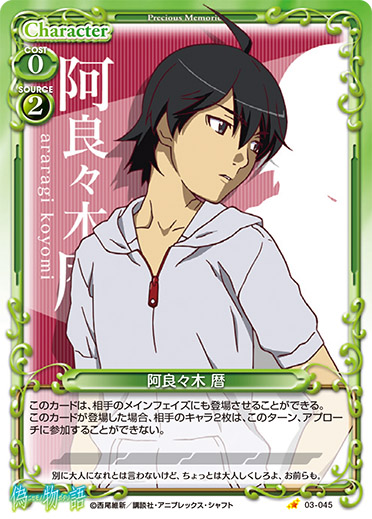 Precious Memories
Character
COST
0
SOURCE
2
阿良々木暦
araragi koyomi
阿良々木 暦
このカードは、相手のメインフェイズにも登場させることができる。
このカードが登場した場合、相手のキャラ2枚は、このターン、アプロー
チに参加することができない。
別に大人になれとは言わないけど、ちょっとは大人しくしろよ、お前らも。
偽物語
©西尾維新／講談社・アニプレックス・シャフト
03-045